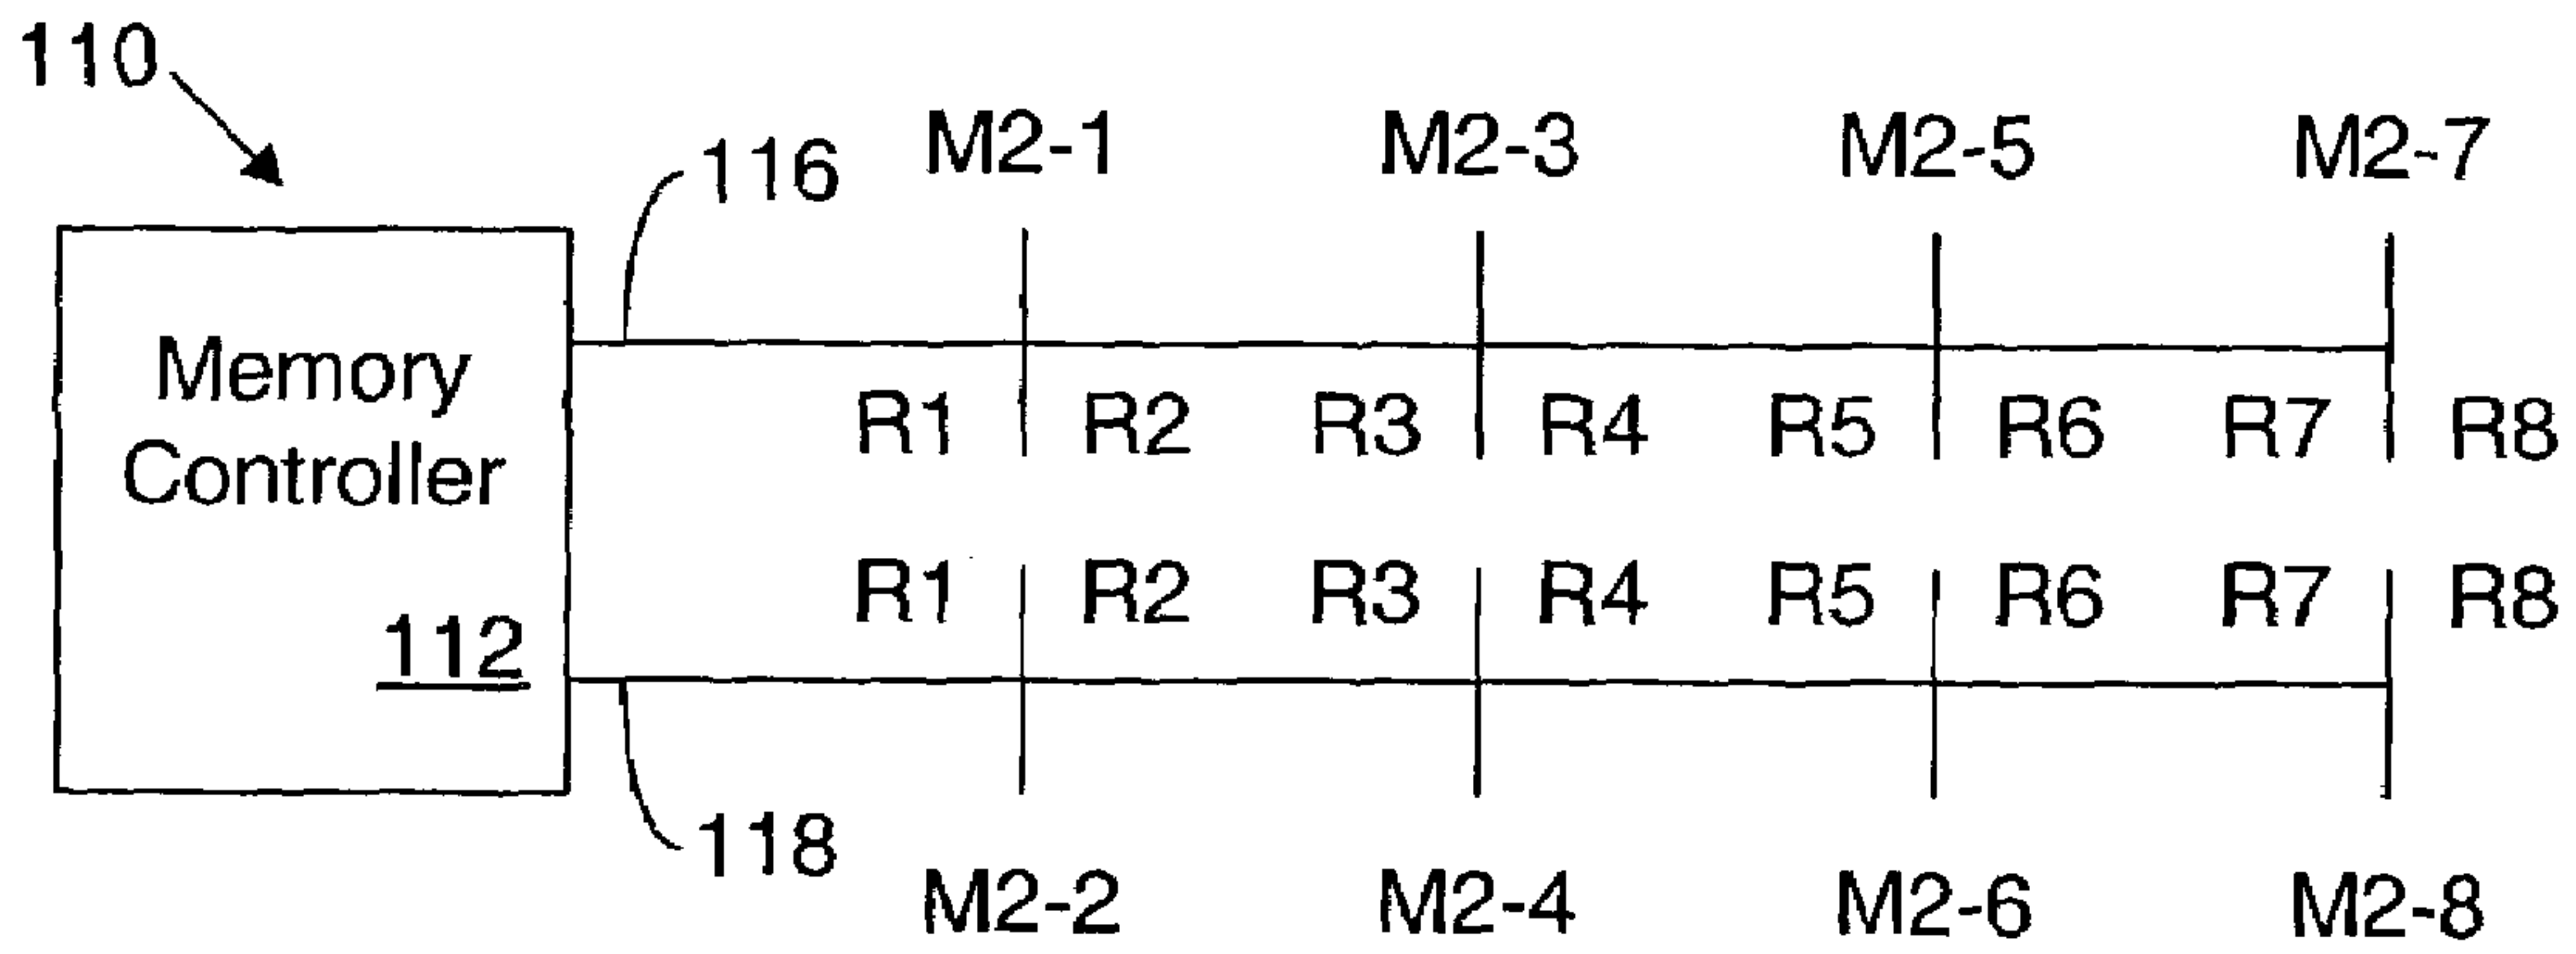 110
116
M2-1 M2-3 M2-5 M2-7
Memory
Controller
112
R1 R2 R3 R4 R5 R6 R7 R8
R1 R2 R3 R4 R5 R6 R7 R8
118
M2-2 M2-4 M2-6 M2-8